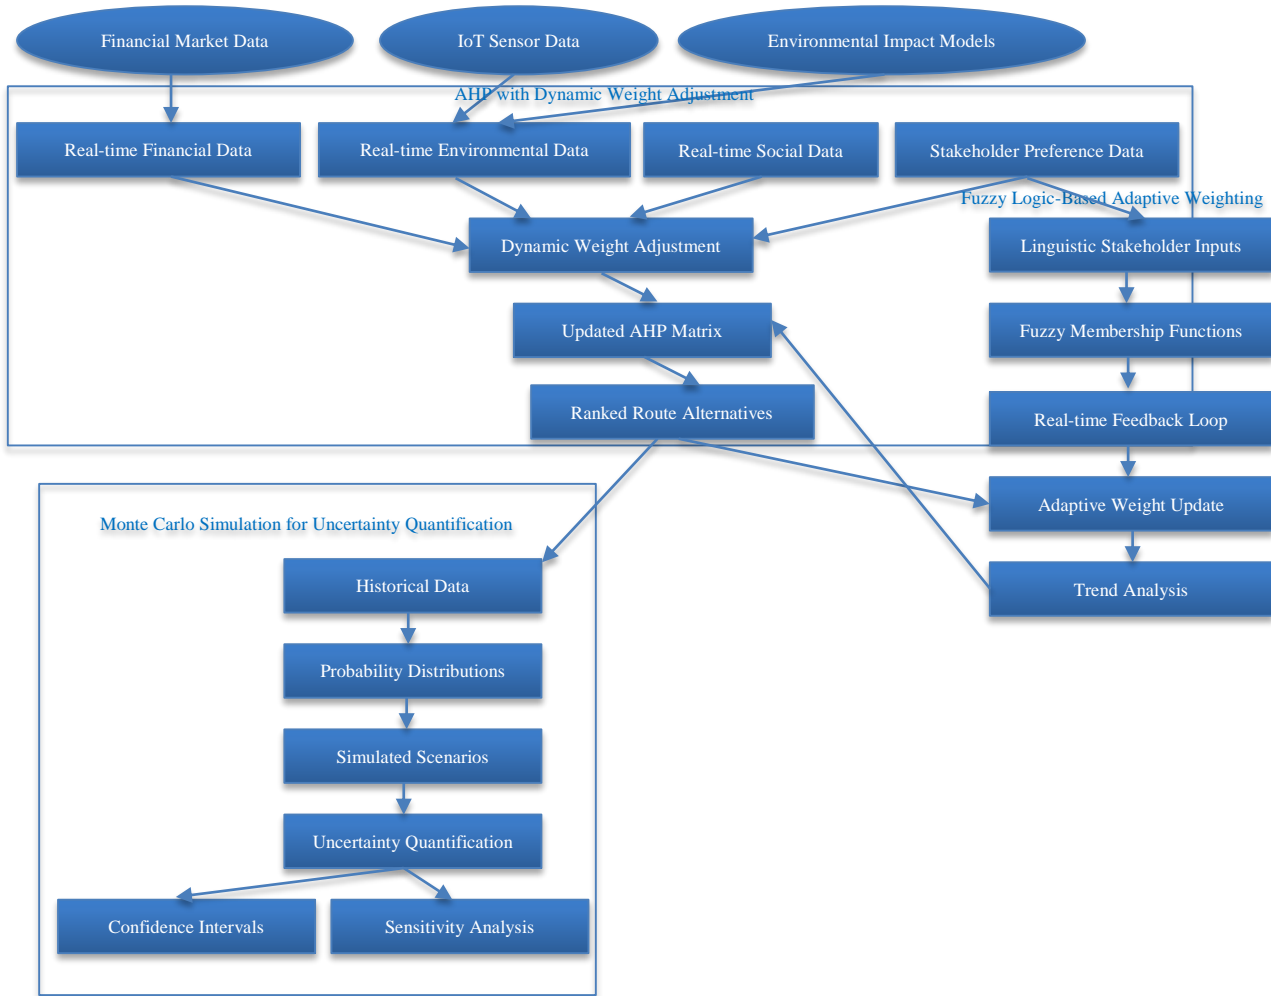 Financial Market Data
IoT Sensor Data
Environmental Impact Models
AHP with Dynamic Weight Adjustment
Real-time Financial Data
Real-time Environmental Data
Real-time Social Data
Stakeholder Preference Data
Fuzzy Logic-Based Adaptive Weighting
Dynamic Weight Adjustment
Linguistic Stakeholder Inputs
Updated AHP Matrix
Fuzzy Membership Functions
Ranked Route Alternatives
Real-time Feedback Loop
Adaptive Weight Update
Monte Carlo Simulation for Uncertainty Quantification
Historical Data
Trend Analysis
Probability Distributions
Simulated Scenarios
Uncertainty Quantification
Confidence Intervals
Sensitivity Analysis